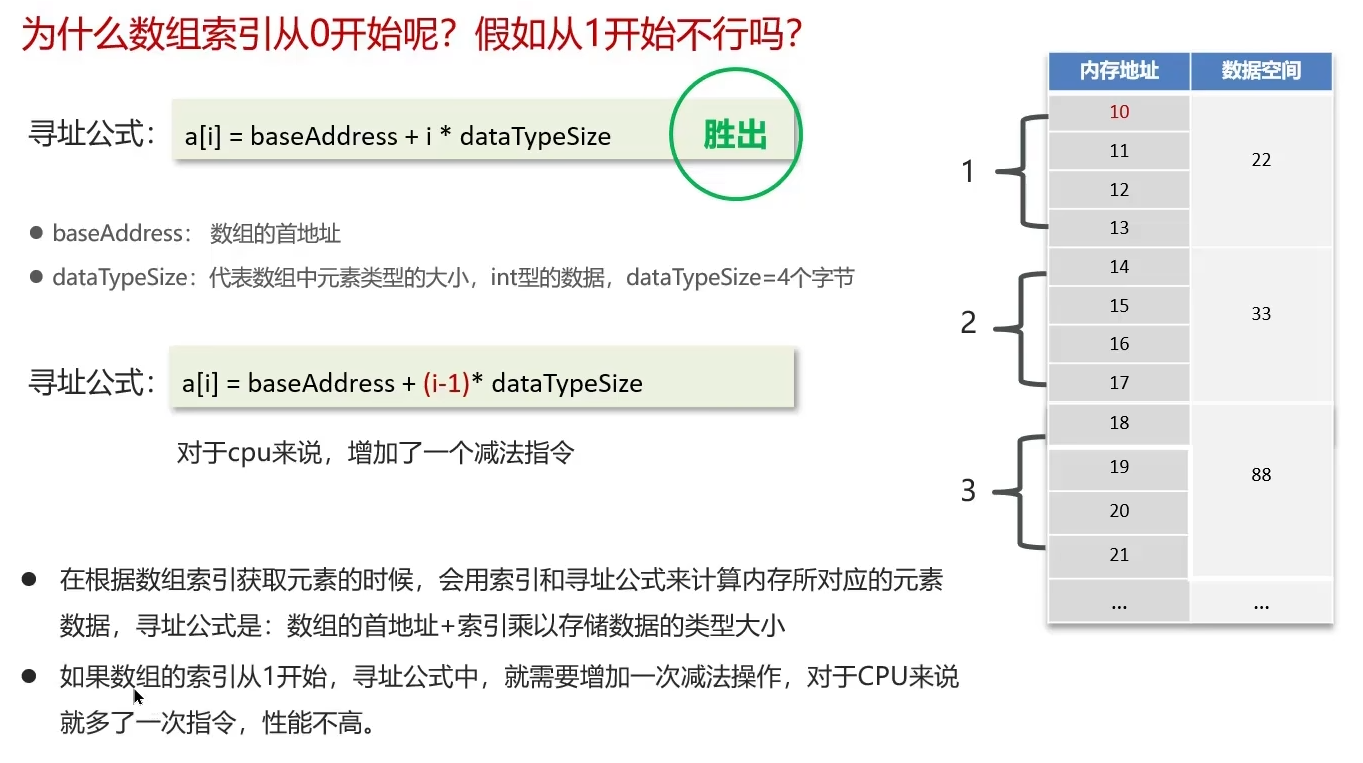 为什么数组索引从0开始呢？假如从1开始不行吗？
寻址公式：
a[i] = baseAddress + i * dataTypeSize
胜出
baseAddress： 数组的首地址
dataTypeSize：代表数组中元素类型的大小，int型的数据，dataTypeSize=4个字节
寻址公式：
a[i] = baseAddress + (i-1)* dataTypeSize
对于cpu来说，增加了一个减法指令
在根据数组索引获取元素的时候，会用索引和寻址公式来计算内存所对应的元素
数据，寻址公式是：数组的首地址+索引乘以存储数据的类型大小
如果数组的索引从1开始，寻址公式中，就需要增加一次减法操作，对于CPU来说
就多了一次指令，性能不高。
内存地址 数据空间
1
10
11
12
13
22
2
14
15
16
17
33
3
18
19
20
21
88
... ...